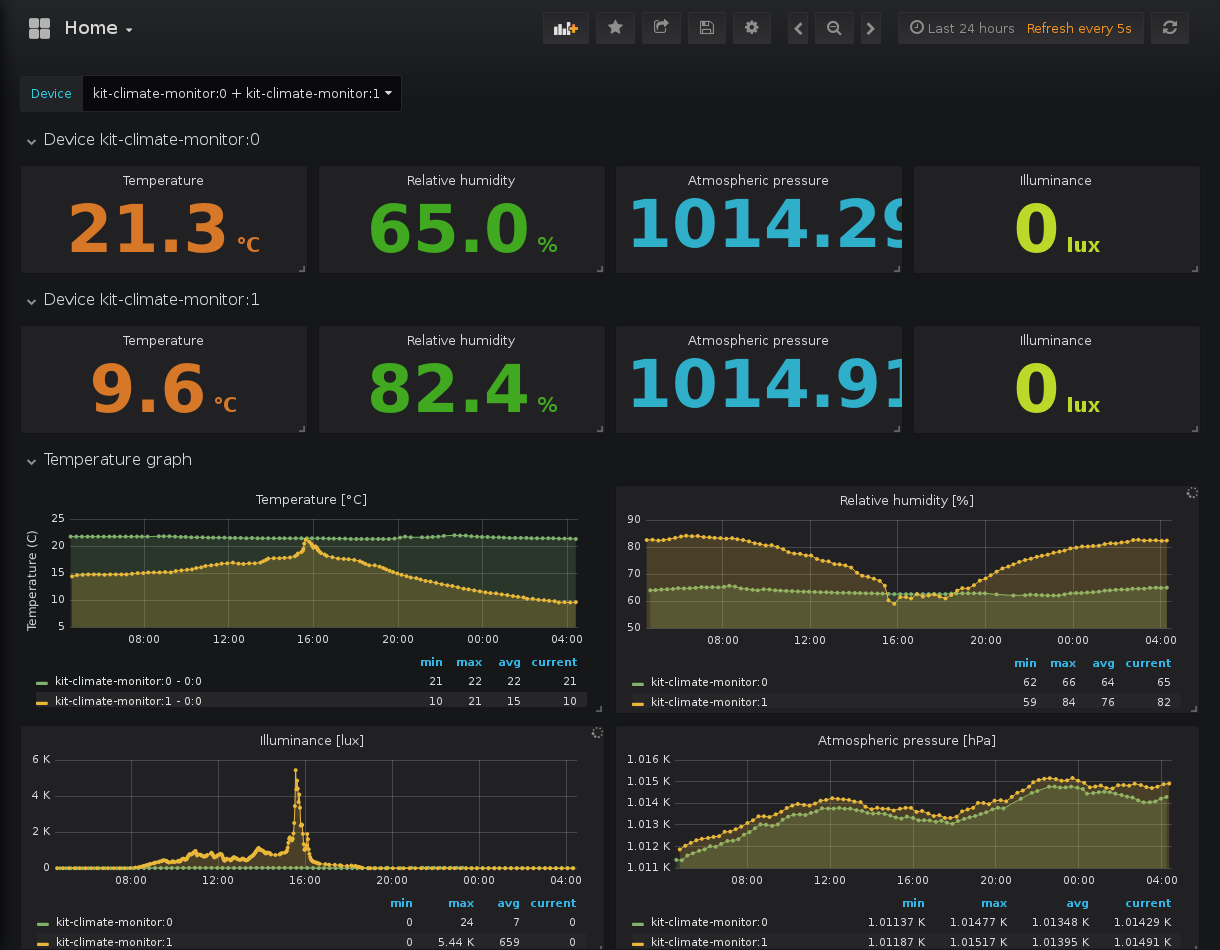 Home
Last 24 hours Refresh every 5s
Device kit-climate-monitor:0 + kit-climate-monitor:1
Device kit-climate-monitor:0
Temperature Relative humidity Atmospheric pressure Illuminance
21.3 °C 65.0 % 1014.29 0 lux
Device kit-climate-monitor:1
Temperature Relative humidity Atmospheric pressure Illuminance
9.6 °C 82.4 % 1014.91 0 lux
Temperature graph
Temperature [°C]
Temperature (C)
25
20
15
10
5
08:00 12:00 16:00 20:00 00:00 04:00
min max avg current
kit-climate-monitor:0 - 0:0 21 22 22 21
kit-climate-monitor:1 - 0:0 10 21 15 10
Relative humidity [%]
90
80
70
60
50
08:00 12:00 16:00 20:00 00:00 04:00
min max avg current
kit-climate-monitor:0 62 66 64 65
kit-climate-monitor:1 59 84 76 82
Illuminance [lux]
6 K
4 K
2 K
0
08:00 12:00 16:00 20:00 00:00 04:00
min max avg current
kit-climate-monitor:0 0 24 7 0
kit-climate-monitor:1 0 5.44 K 659 0
Atmospheric pressure [hPa]
1.016 K
1.015 K
1.014 K
1.013 K
1.012 K
1.011 K
08:00 12:00 16:00 20:00 00:00 04:00
min max avg current
kit-climate-monitor:0 1.01137 K 1.01477 K 1.01348 K 1.01429 K
kit-climate-monitor:1 1.01187 K 1.01517 K 1.01395 K 1.01491 K